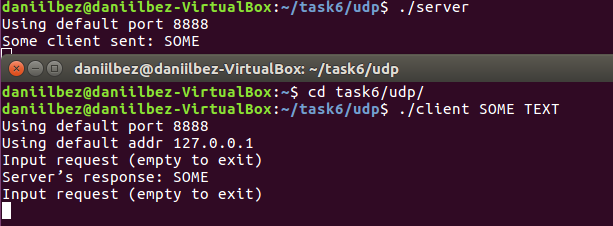 daniilbez@daniilbez-VirtualBox:~/task6/udp$ ./server
Using default port 8888
Some client sent: SOME
daniilbez@daniilbez-VirtualBox: ~/task6/udp
daniilbez@daniilbez-VirtualBox:~$ cd task6/udp/
daniilbez@daniilbez-VirtualBox:~/task6/udp$ ./client SOME TEXT
Using default port 8888
Using default addr 127.0.0.1
Input request (empty to exit)
Server’s response: SOME
Input request (empty to exit)